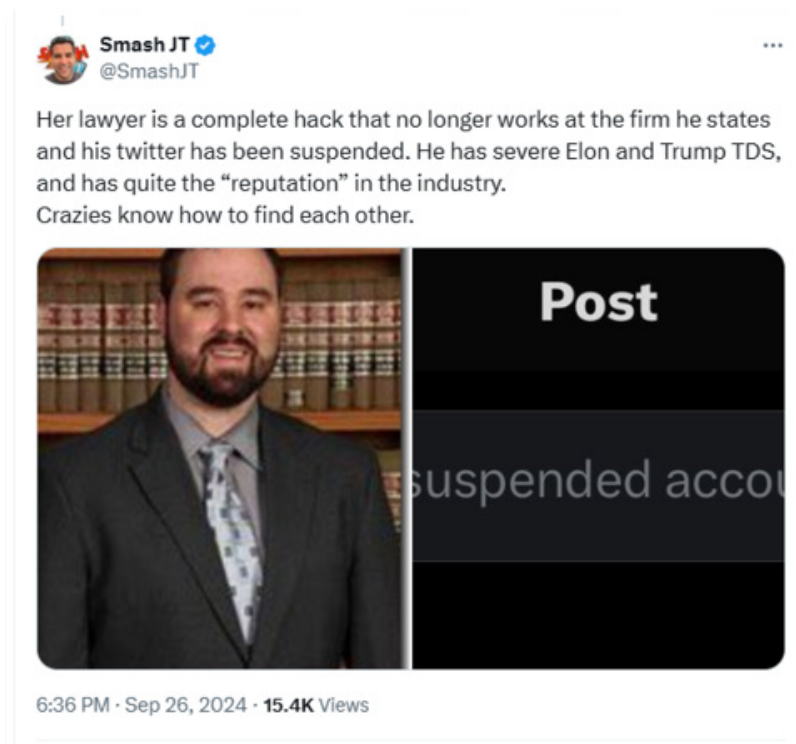 Smash JT
@SmashJT
Her lawyer is a complete hack that no longer works at the firm he states
and his twitter has been suspended. He has severe Elon and Trump TDS,
and has quite the “reputation” in the industry.
Crazies know how to find each other.
Post
suspended accou
6:36 PM · Sep 26, 2024 · 15.4K Views